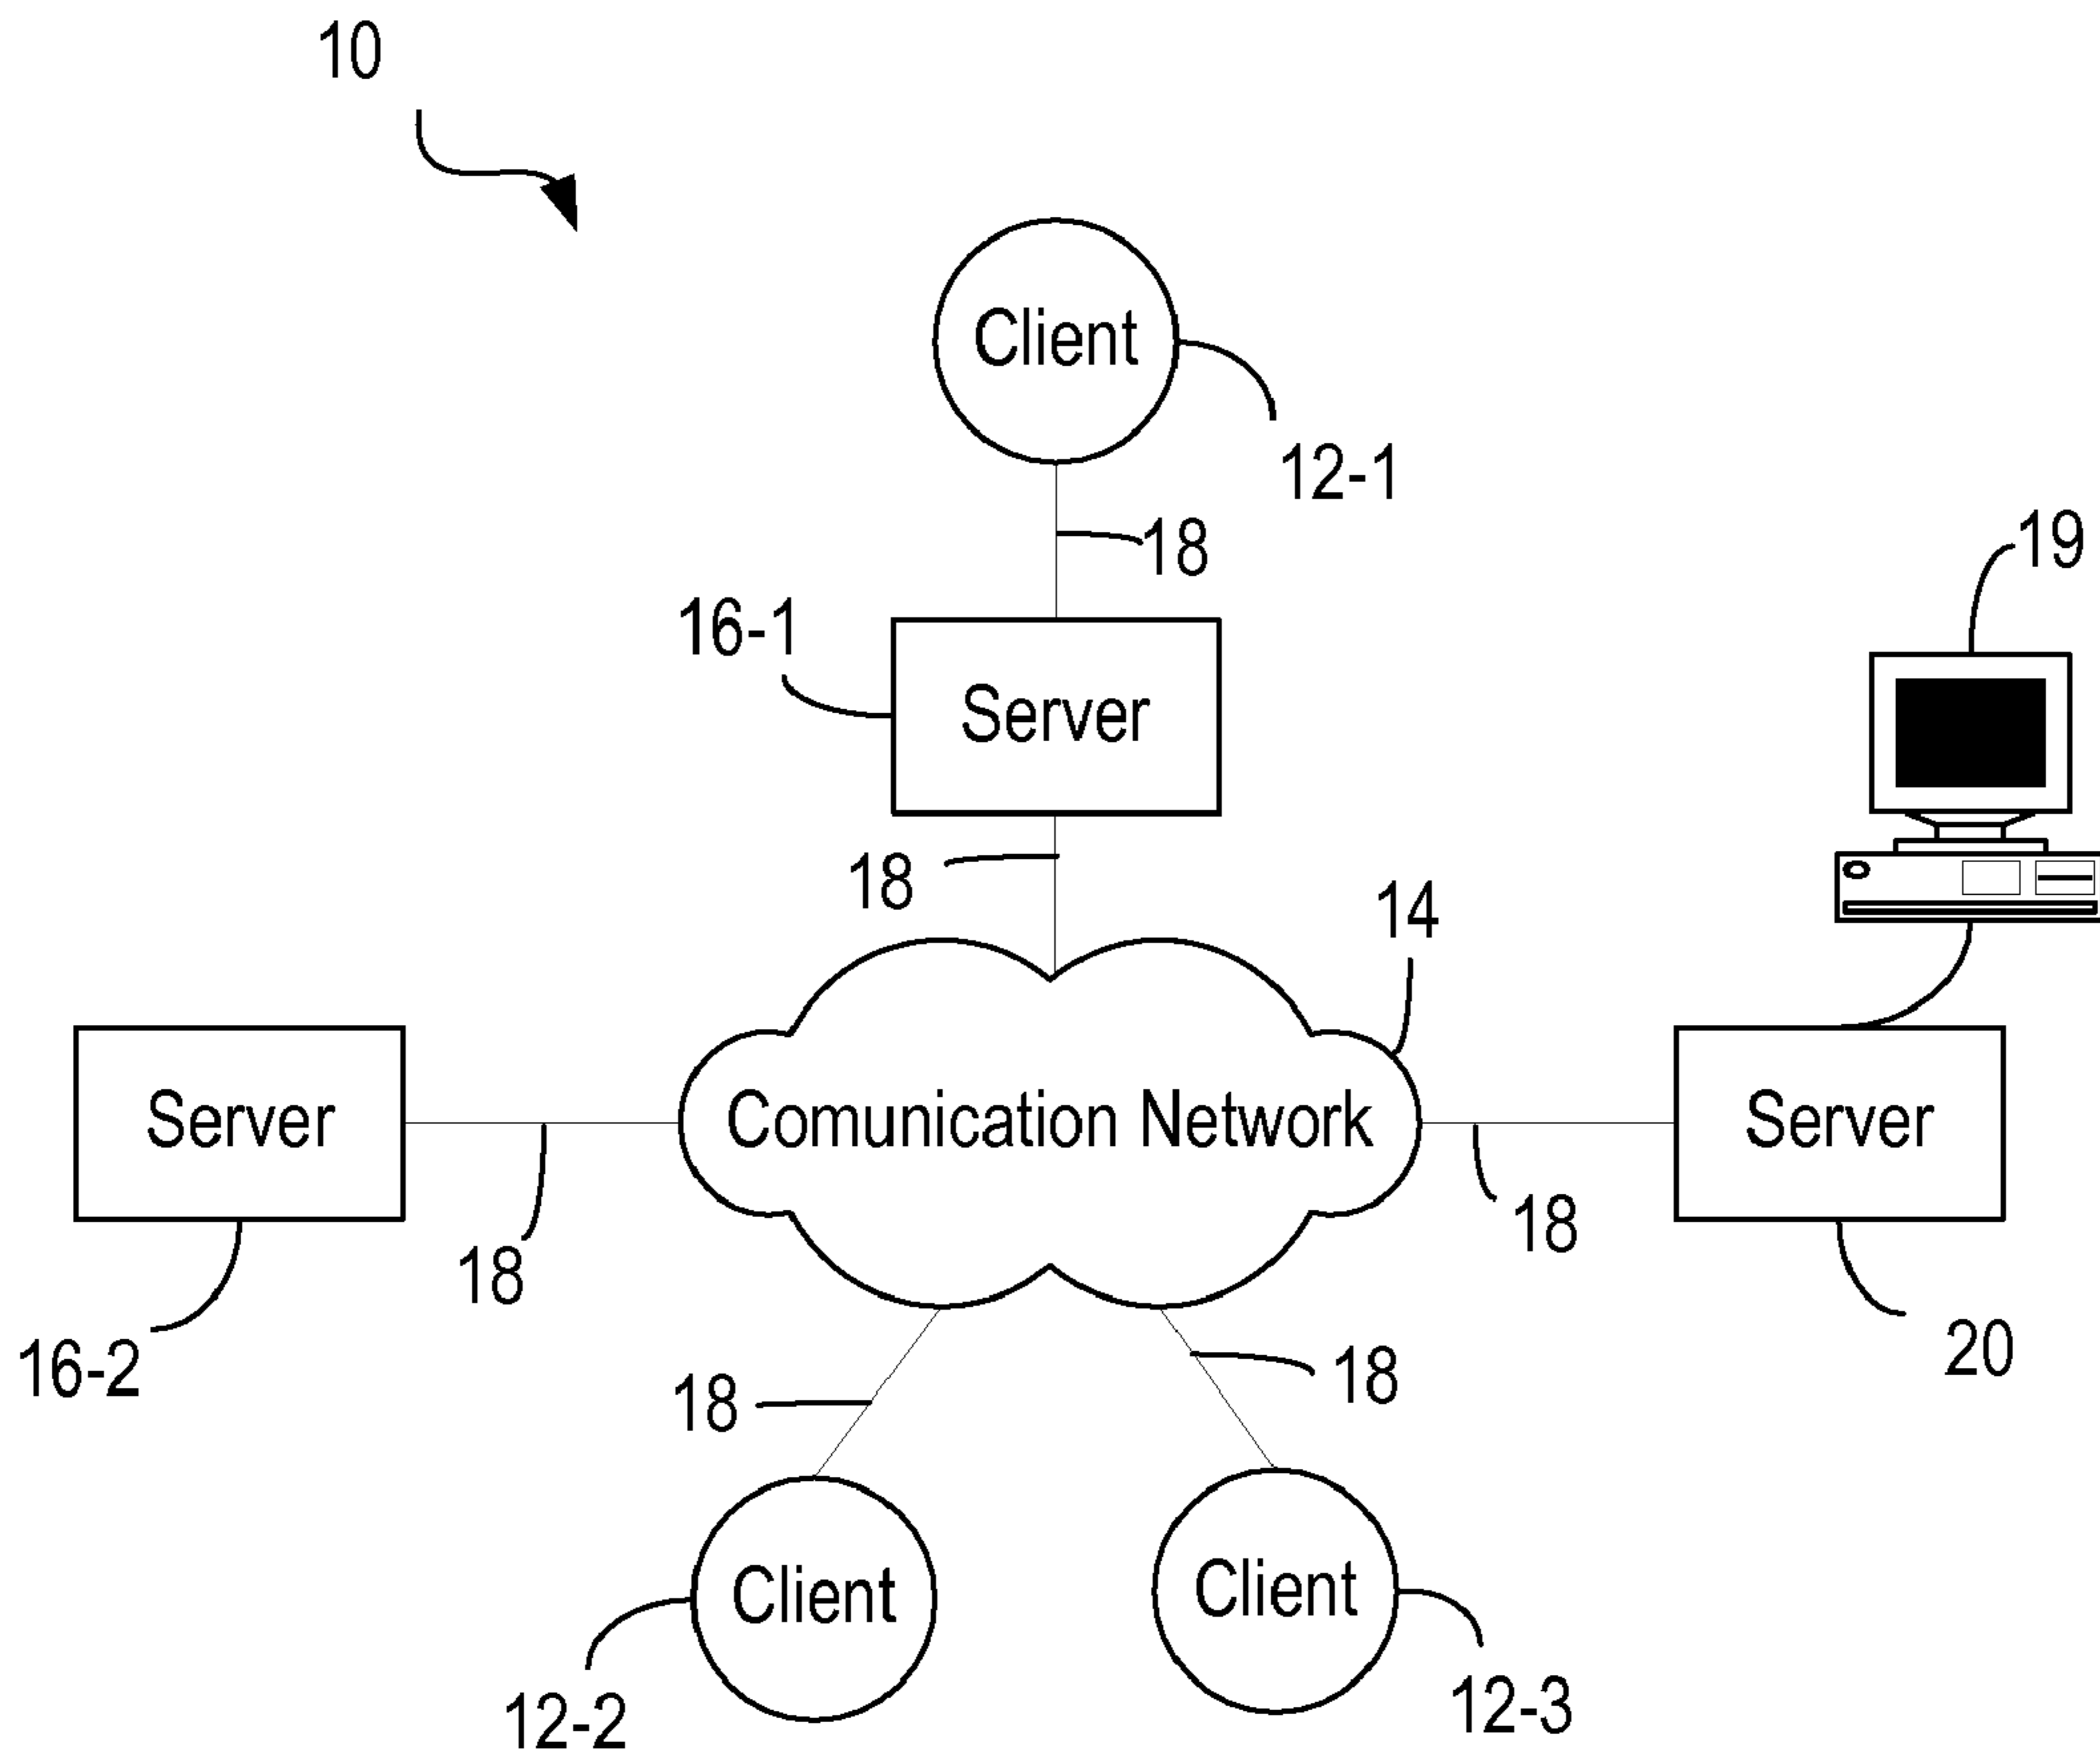 10
Client
12-1
18
19
16-1
Server
18
14
Server
Comunication Network
Server
18
18
16-2
20
18
18
Client
Client
12-2
12-3